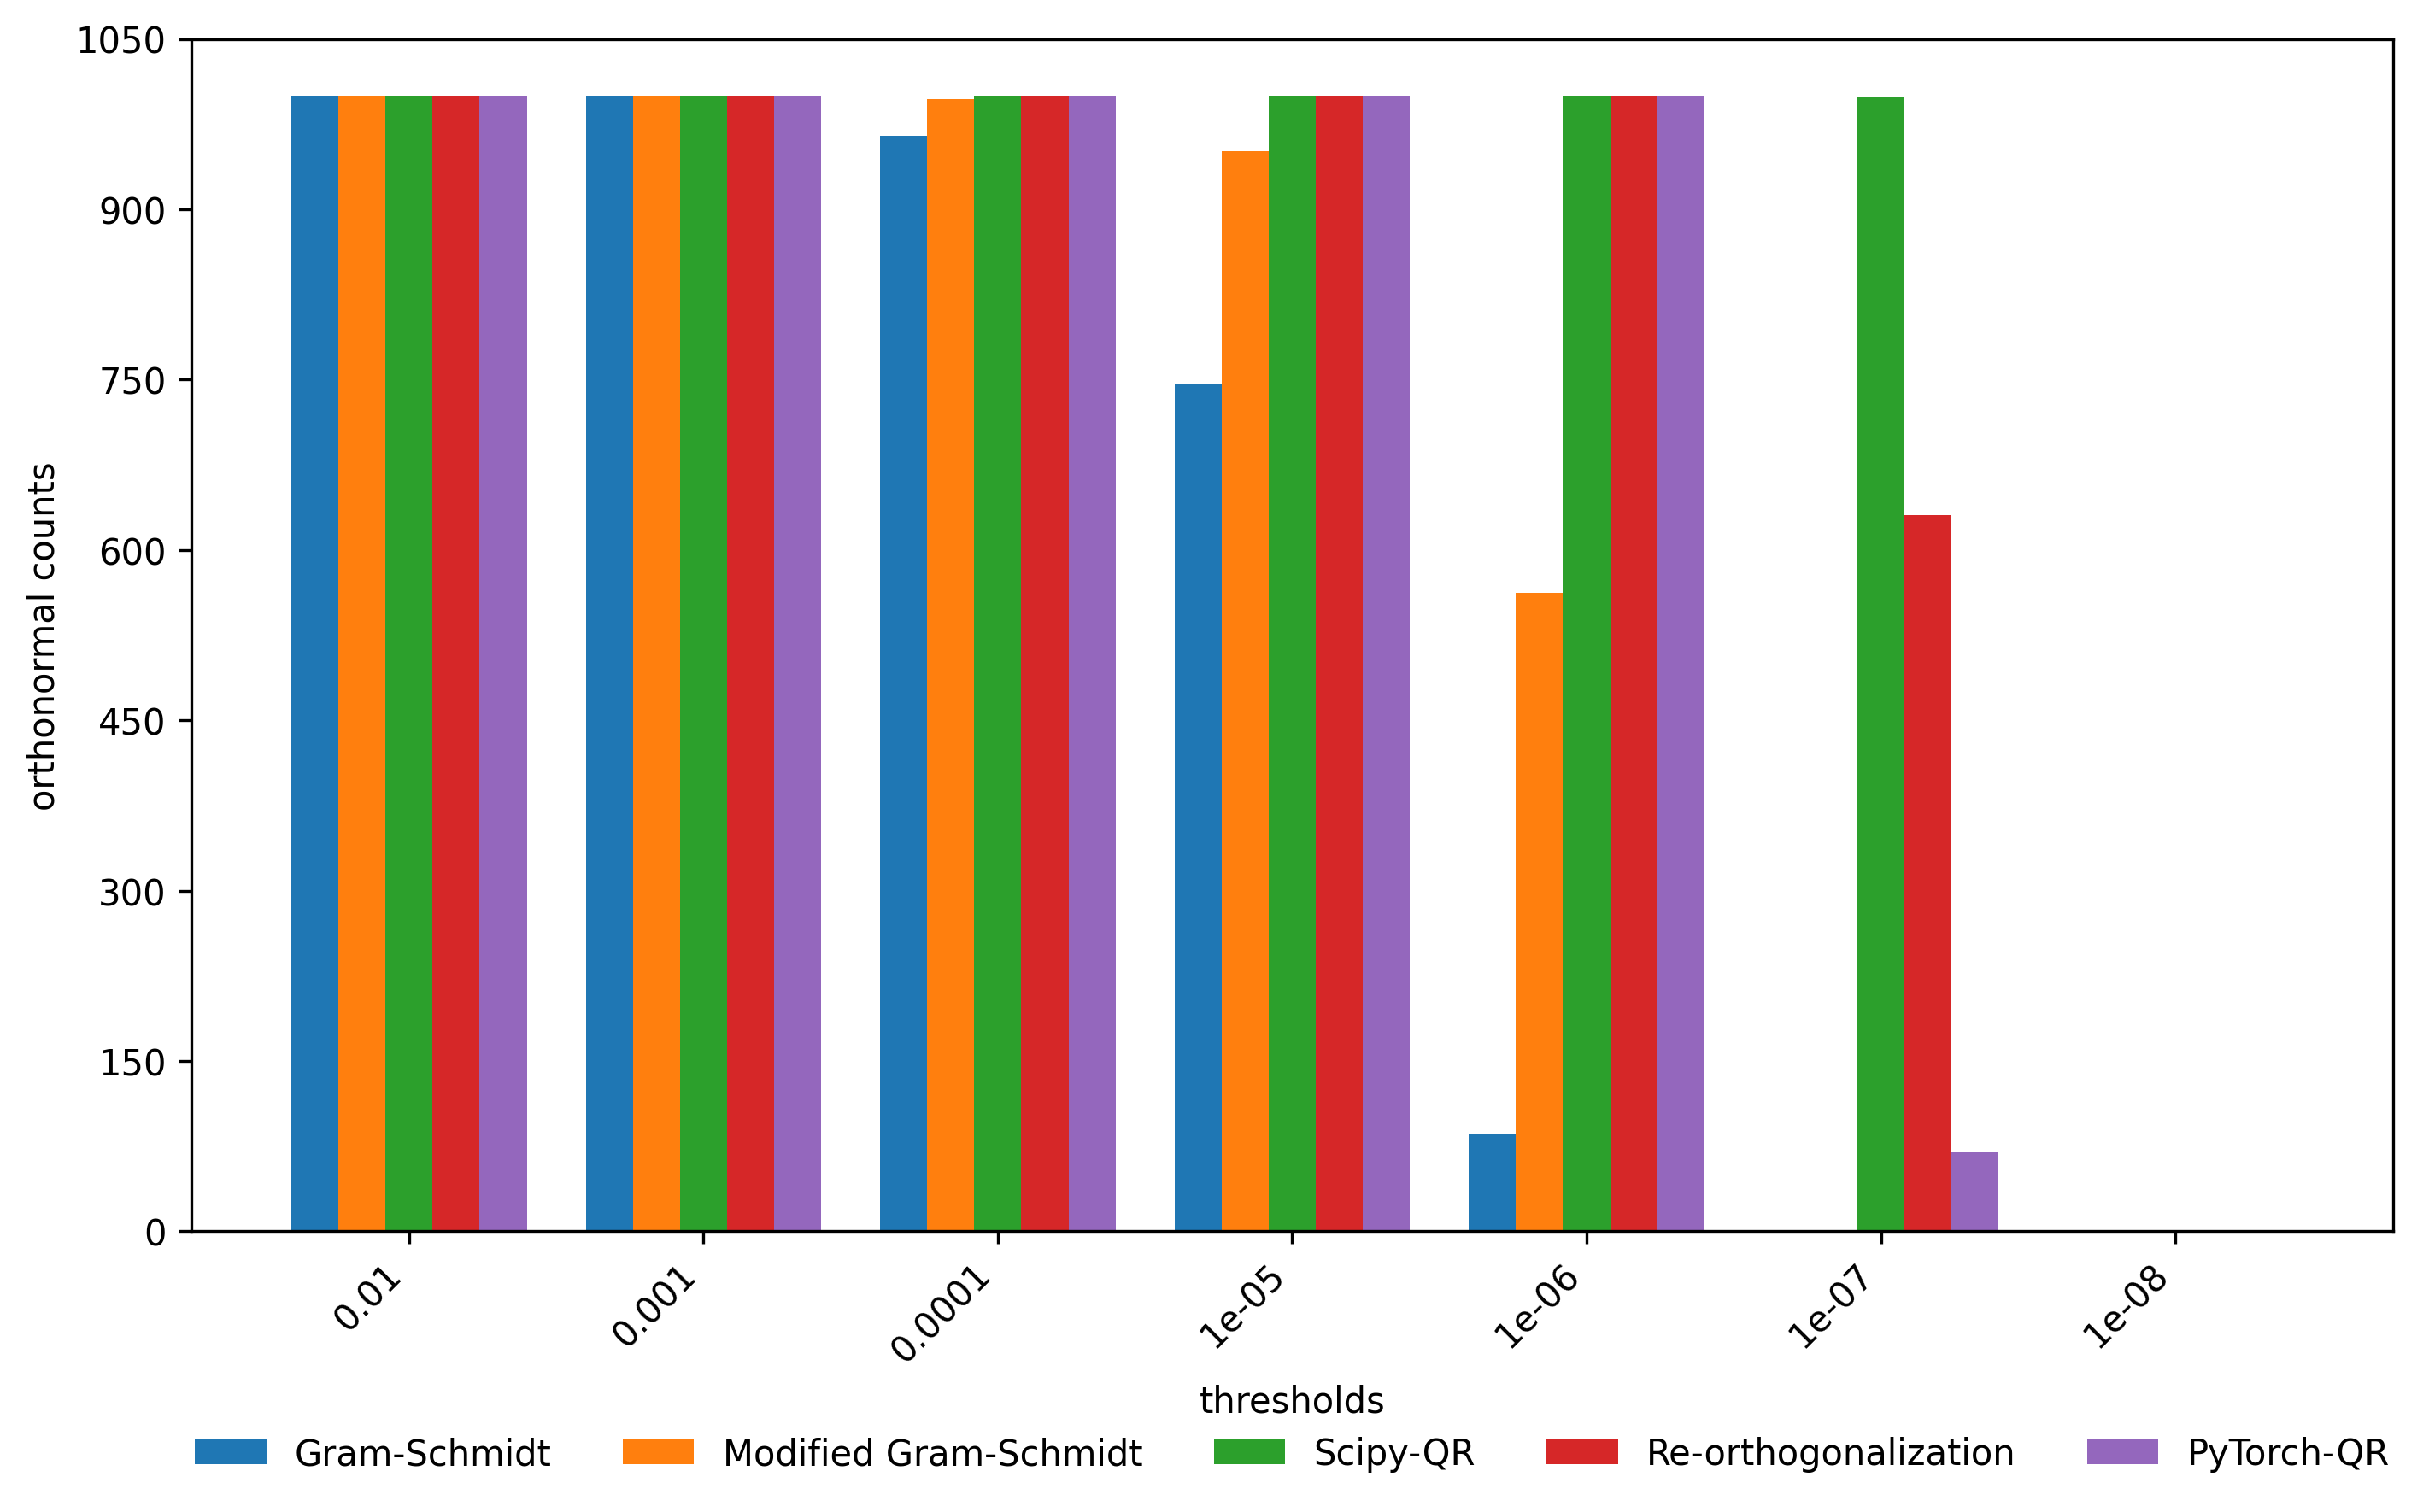 1050
900
750
600
450
300
150
0
orthonormal counts
0.01
0.001
0.0001
1e-05
1e-06
1e-07
1e-08
thresholds
Gram-Schmidt
Modified Gram-Schmidt
Scipy-QR
Re-orthogonalization
PyTorch-QR